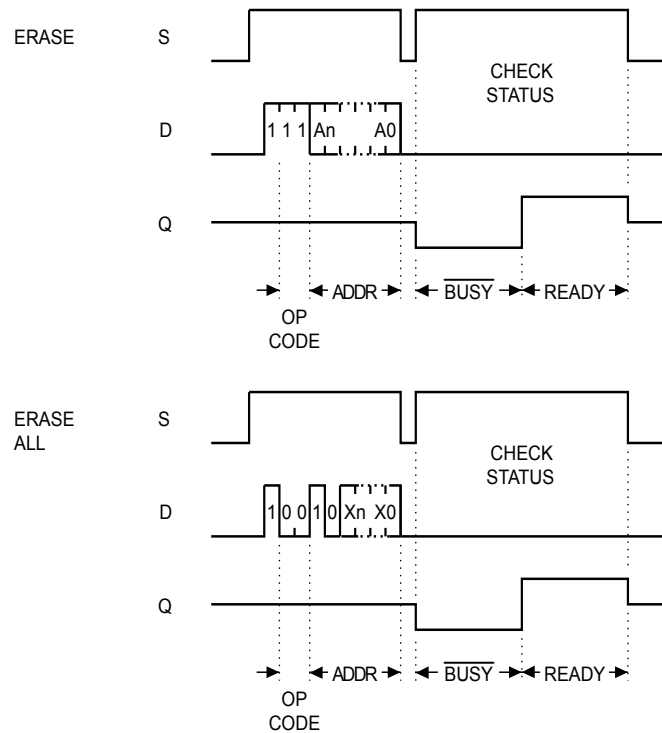 ERASE S
CHECK
STATUS
D 1 1 1 An A0
Q
ADDR BUSY READY
OP
CODE
ERASE
ALL S
CHECK
STATUS
D 1 0 0 1 0 Xn X0
Q
ADDR BUSY READY
OP
CODE